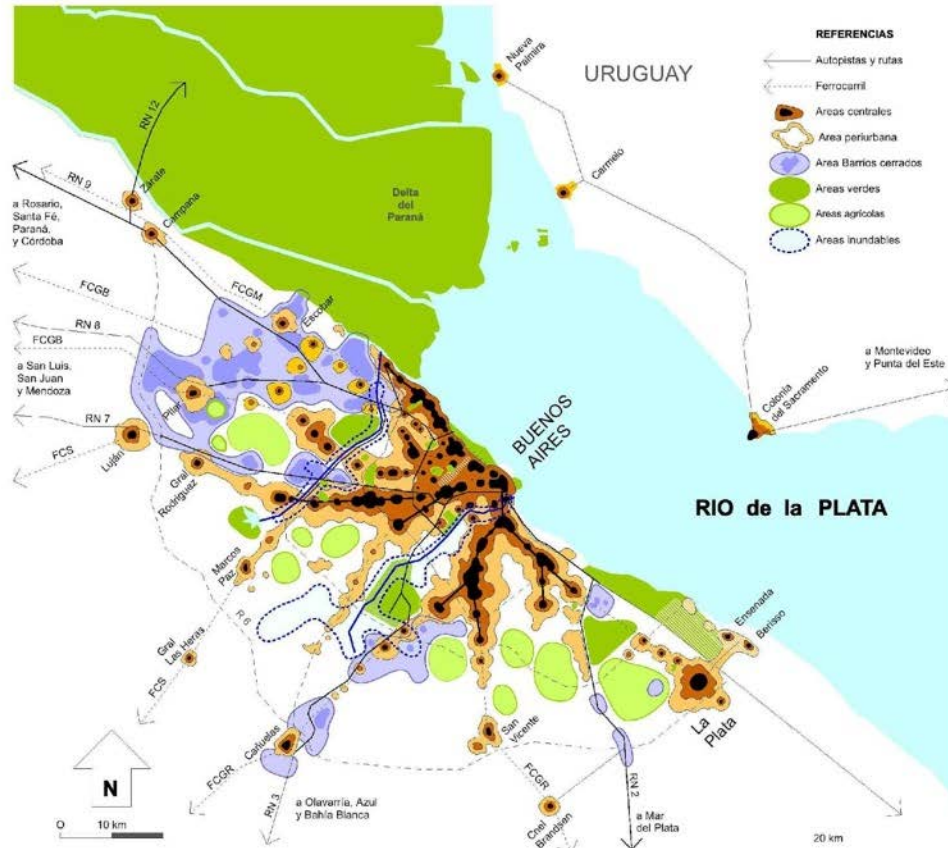 REFERENCIAS
Autopistas y rutas
Ferrocarril
Areas centrales
Area periurbana
Area Barrios cerrados
Areas verdes
Areas agrícolas
Areas inundables
Nueva
Palmira
URUGUAY
Carmelo
RN 12
Zárate
RN 9
Campana
Delta
del
Paraná
a Rosario,
Santa Fé,
Paraná,
y Córdoba
FCGB
FCGM
Escobar
RN 8
FCGB
a San Luis,
San Juan
y Mendoza
Pilar
RN 7
FCS
Luján
Gral
Rodriguez
BUENOS
AIRES
a Montevideo
y Punta del Este
Colonia
del Sacramento
RIO de la PLATA
Marcos
Paz
R 6
Gral
Las Heras
FCS
Ensenada
Berisso
La
Plata
San
Vicente
Cañuelas
FCGR
RN 3
FCGR
RN 2
a Olavarría, Azul
y Bahía Blanca
Cnel
Brandsen
a Mar
del Plata
N
O 10 km
20 km